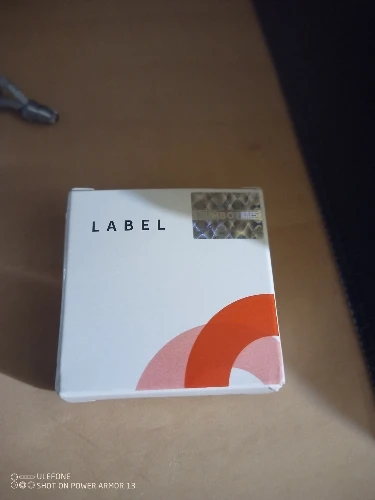 LABEL
ULEFONE
SHOT ON POWER ARMOR 13